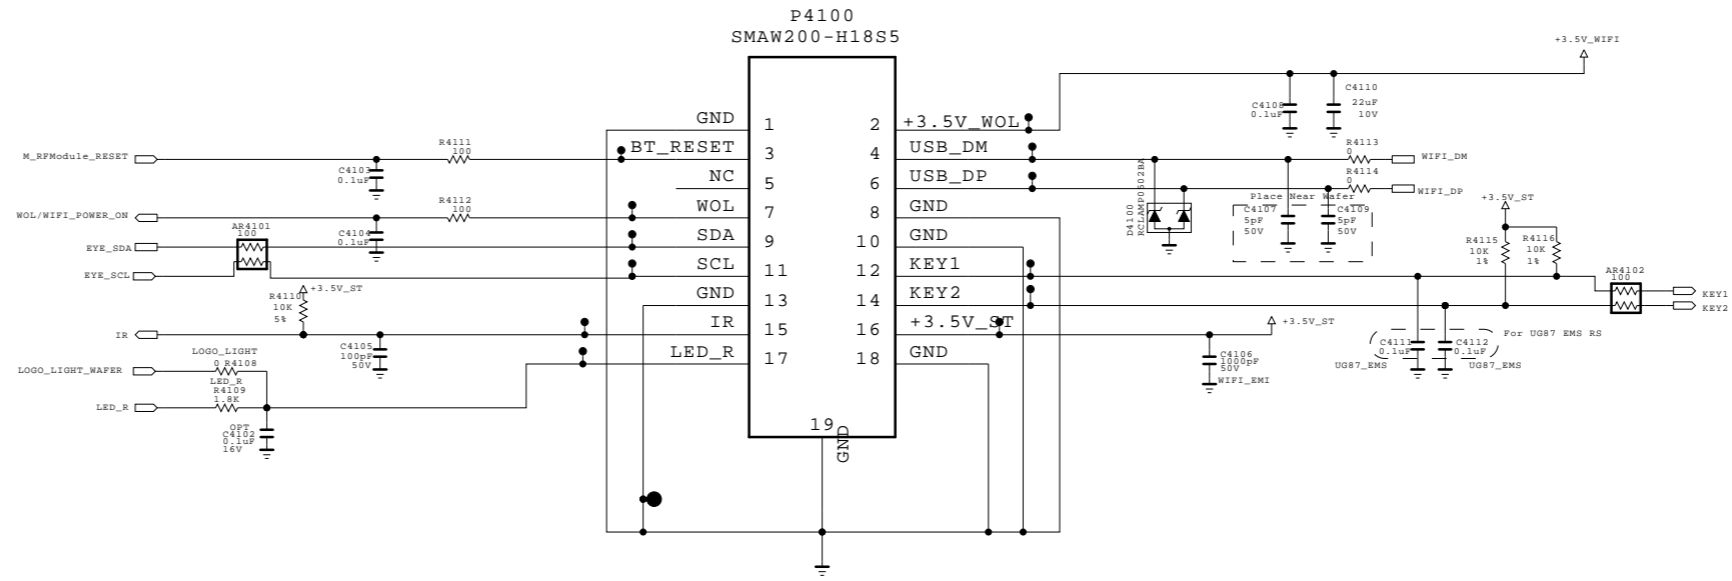 P4100
SMAW200-H18S5
+3.5V_WIFI
C4108
0.1uF
C4110
22uF
10V
GND 1
2 +3.5V_WOL
M_RFModule_RESET
R4111
100
BT_RESET 3
4 USB_DM
R4113
0
WIFI_DM
C4103
0.1uF
NC 5
6 USB_DP
R4114
0
WIFI_DP
D4100
RCLAMP0502BA
Place Near Wafer
C4107
5pF
50V
C4109
5pF
50V
+3.5V_ST
WOL/WIFI_POWER_ON
R4112
100
WOL 7
8 GND
C4104
0.1uF
AR4101
100
EYE_SDA
SDA 9
10 GND
R4115
10K
1%
R4116
10K
1%
EYE_SCL
SCL 11
12 KEY1
AR4102
100
KEY1
+3.5V_ST
R4110
10K
5%
GND 13
14 KEY2
KEY2
IR
IR 15
16 +3.5V_ST
+3.5V_ST
C4105
100pF
50V
C4106
1000pF
50V
WIFI_EMI
C4111
0.1uF
UG87_EMS
C4112
0.1uF
UG87_EMS
For UG87 EMS RS
LED_R 17
18 GND
LOGO_LIGHT
0 R4108
LOGO_LIGHT_WAFER
LED_R
R4109
1.8K
LED_R
OPT
C4102
0.1uF
16V
19
GND